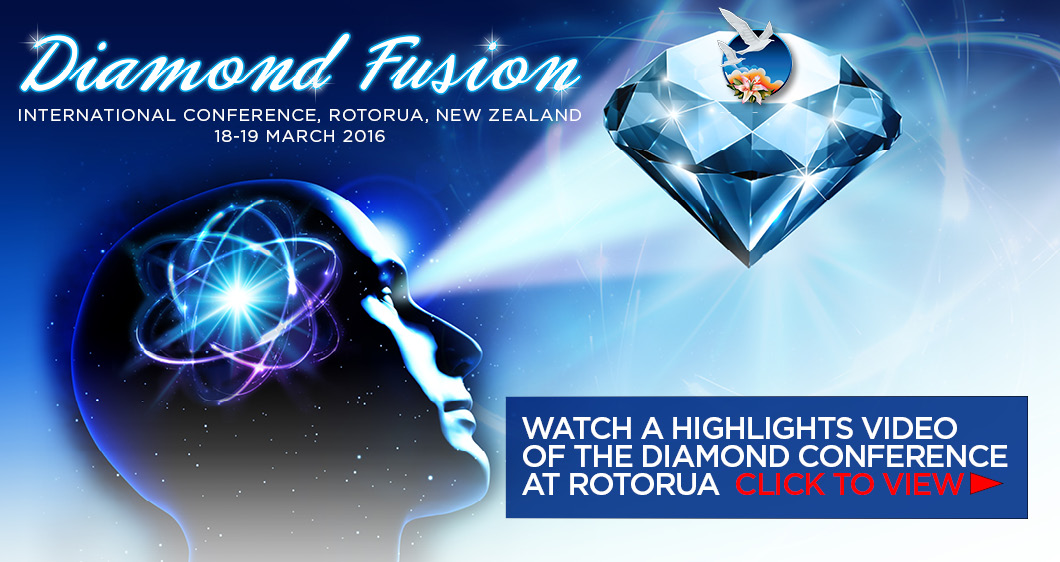 Diamond Fusion
INTERNATIONAL CONFERENCE, ROTORUA, NEW ZEALAND
18-19 MARCH 2016
WATCH A HIGHLIGHTS VIDEO
OF THE DIAMOND CONFERENCE
AT ROTORUA CLICK TO VIEW